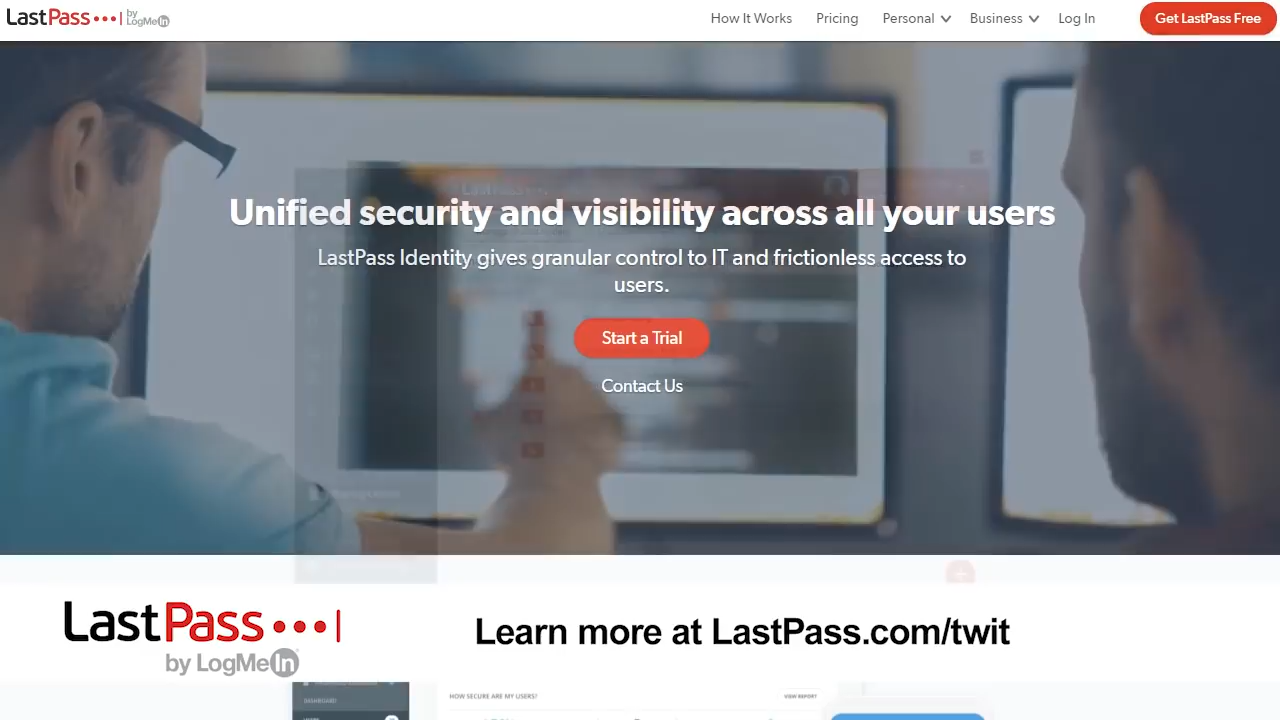 LastPass •••| by LogMeIn
How It Works Pricing Personal Business Log In Get LastPass Free
Unified security and visibility across all your users
LastPass Identity gives granular control to IT and frictionless access to
users.
Start a Trial
Contact Us
LastPass •••|
by LogMeIn
Learn more at LastPass.com/twit
HOW SECURE ARE MY USERS? VIEW REPORT
DASHBOARD